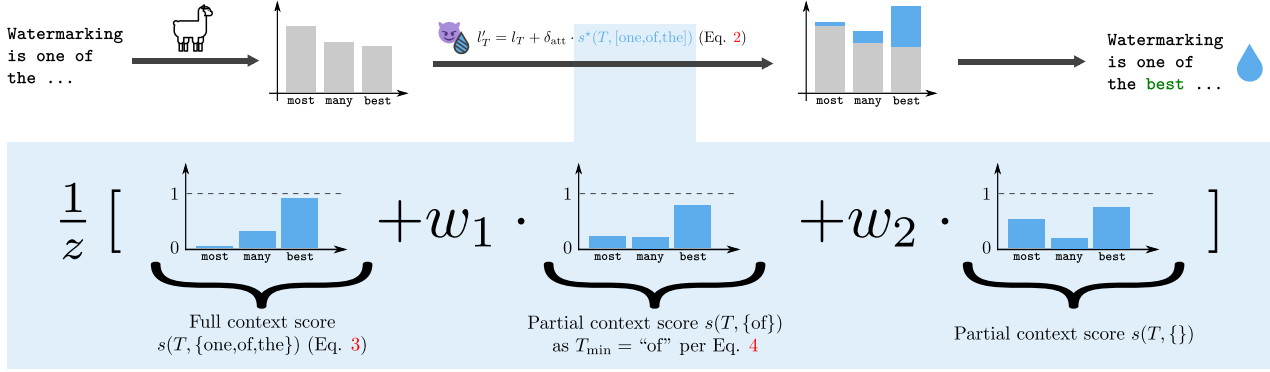 Watermarking
is one of
the ...
most many best
l′_T = l_T + δ_att · s*(T, [one,of,the]) (Eq. 2)
most many best
Watermarking
is one of
the best ...
1/z [
1
0
most many best
+w₁ ·
1
0
most many best
+w₂ ·
1
0
most many best
]
Full context score
s(T, {one,of,the}) (Eq. 3)
Partial context score s(T, {of})
as T_min = “of” per Eq. 4
Partial context score s(T, {})